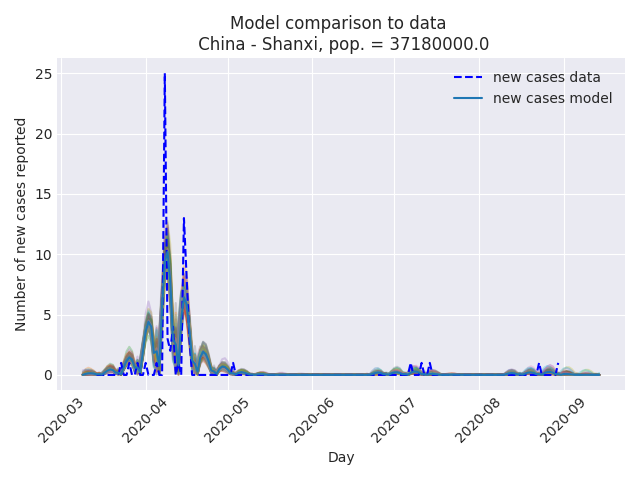 Model comparison to data
China - Shanxi, pop. = 37180000.0
new cases data
new cases model
Number of new cases reported
25
20
15
10
5
0
2020-03
2020-04
2020-05
2020-06
2020-07
2020-08
2020-09
Day